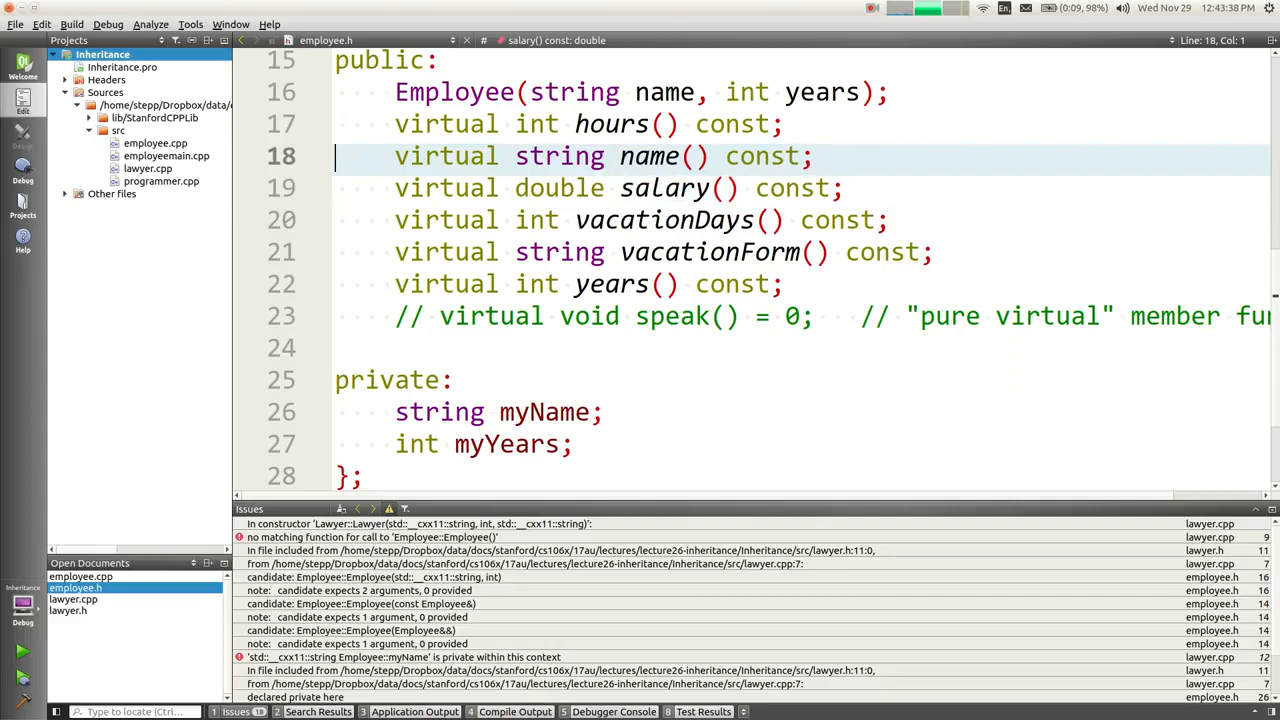 (0:09, 98%) Wed Nov 29 12:43:38 PM
En
File Edit Build Debug Analyze Tools Window Help
Projects
employee.h
# salary() const: double
Line: 18, Col: 1
Welcome
Edit
Debug
Projects
Help
Inheritance
Inheritance.pro
Headers
Sources
/home/stepp/Dropbox/data/
lib/StanfordCPPLib
src
employee.cpp
employeemain.cpp
lawyer.cpp
programmer.cpp
Other files
15 public:
16 Employee(string name, int years);
17 virtual int hours() const;
18 virtual string name() const;
19 virtual double salary() const;
20 virtual int vacationDays() const;
21 virtual string vacationForm() const;
22 virtual int years() const;
23 // virtual void speak() = 0; // "pure virtual" member fun
24
25 private:
26 string myName;
27 int myYears;
28 };
Issues
In constructor 'Lawyer::Lawyer(std::__cxx11::string, int, std::__cxx11::string)': lawyer.cpp
no matching function for call to 'Employee::Employee()' lawyer.cpp 9
In file included from /home/stepp/Dropbox/data/docs/stanford/cs106x/17au/lectures/lecture26-inheritance/Inheritance/src/lawyer.h:11:0, lawyer.h 11
from /home/stepp/Dropbox/data/docs/stanford/cs106x/17au/lectures/lecture26-inheritance/Inheritance/src/lawyer.cpp:7: lawyer.cpp 7
candidate: Employee::Employee(std::__cxx11::string, int) employee.h 16
note: candidate expects 2 arguments, 0 provided employee.h 16
candidate: Employee::Employee(const Employee&) employee.h 14
note: candidate expects 1 argument, 0 provided employee.h 14
candidate: Employee::Employee(Employee&&) employee.h 14
note: candidate expects 1 argument, 0 provided employee.h 14
'std::__cxx11::string Employee::myName' is private within this context lawyer.cpp 12
In file included from /home/stepp/Dropbox/data/docs/stanford/cs106x/17au/lectures/lecture26-inheritance/Inheritance/src/lawyer.h:11:0, lawyer.h 11
from /home/stepp/Dropbox/data/docs/stanford/cs106x/17au/lectures/lecture26-inheritance/Inheritance/src/lawyer.cpp:7: lawyer.cpp 7
declared private here employee.h 26
Open Documents
employee.cpp
employee.h
lawyer.cpp
lawyer.h
Inheritance
Debug
Type to locate (Ctrl... 1 Issues 18 2 Search Results 3 Application Output 4 Compile Output 5 Debugger Console 8 Test Results